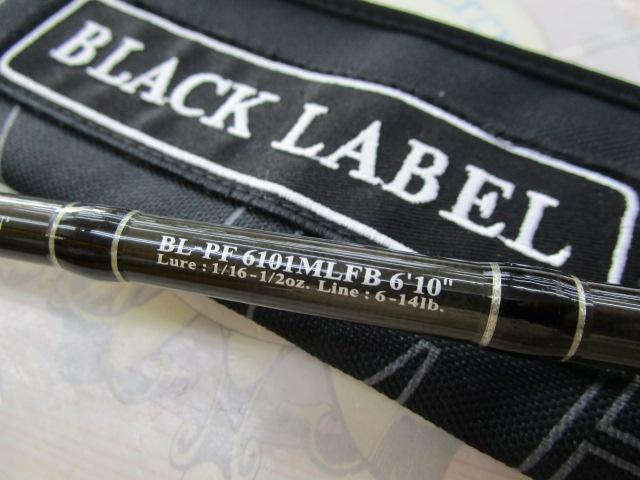 BLACK LABEL
BL-PF 6101MLFB 6'10"
Lure : 1/16 -1/2oz. Line : 6-14lb.